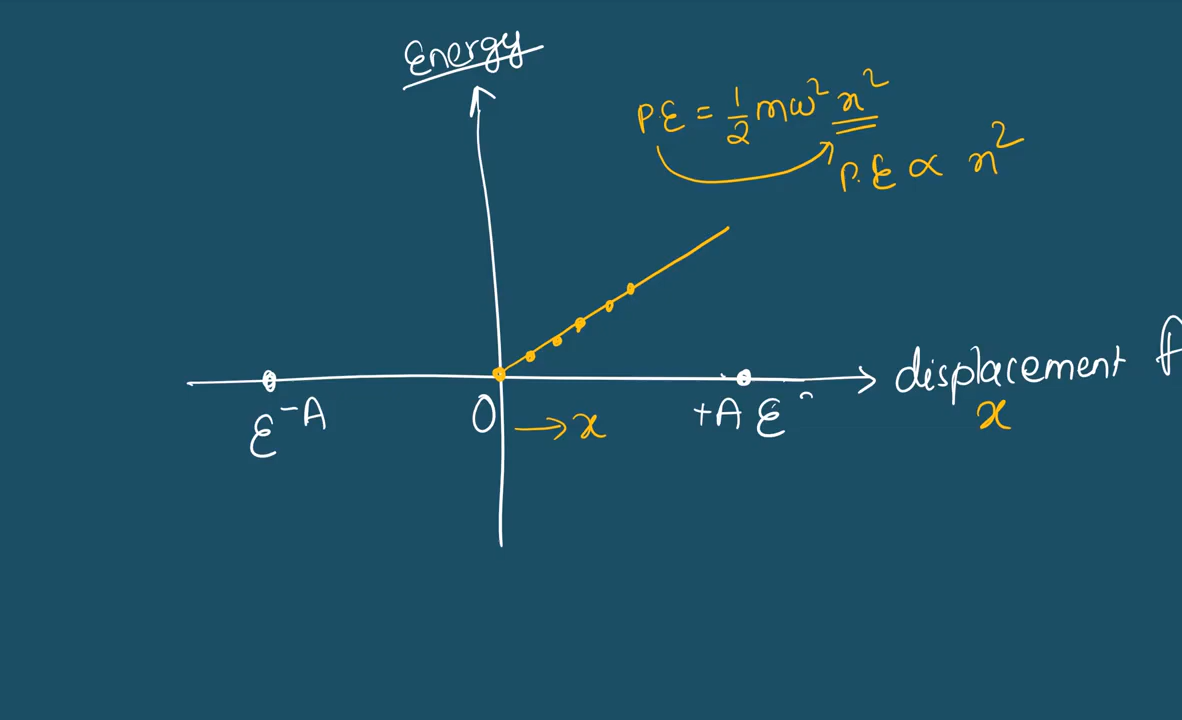 Energy
PE = 1/2 mω² x²
P.E ∝ x²
displacement
x
-A
E
O
→ x
+A E